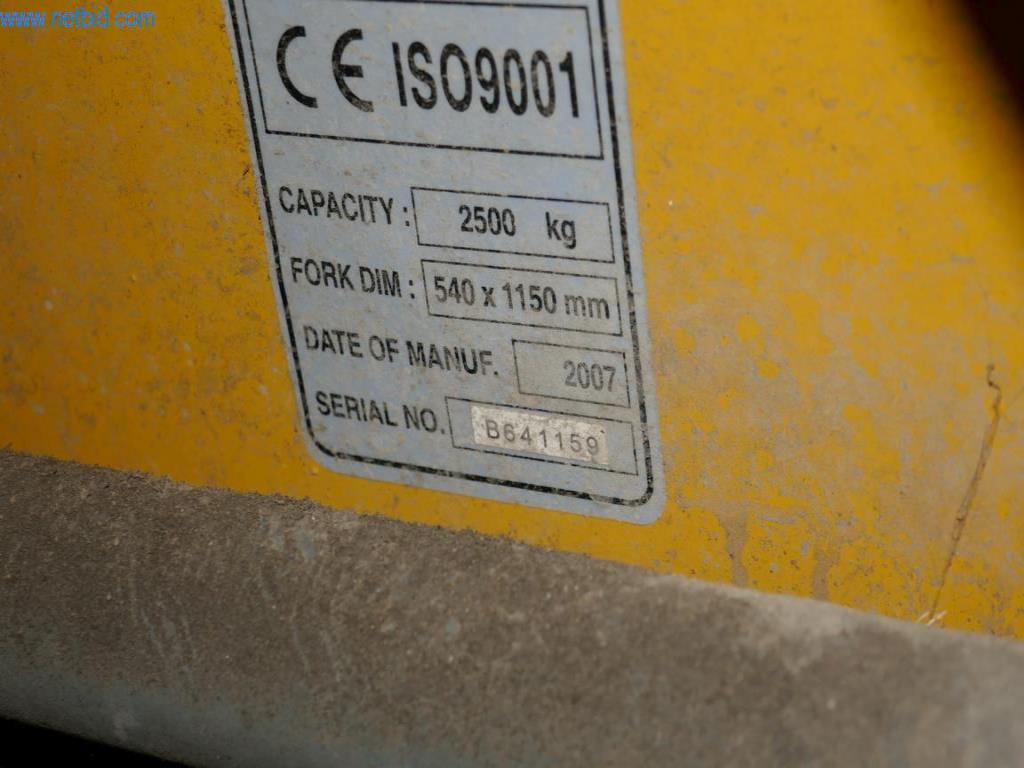 www.netbid.com
CE ISO9001
CAPACITY : 2500 kg
FORK DIM : 540 x 1150 mm
DATE OF MANUF. 2007
SERIAL NO. B641159